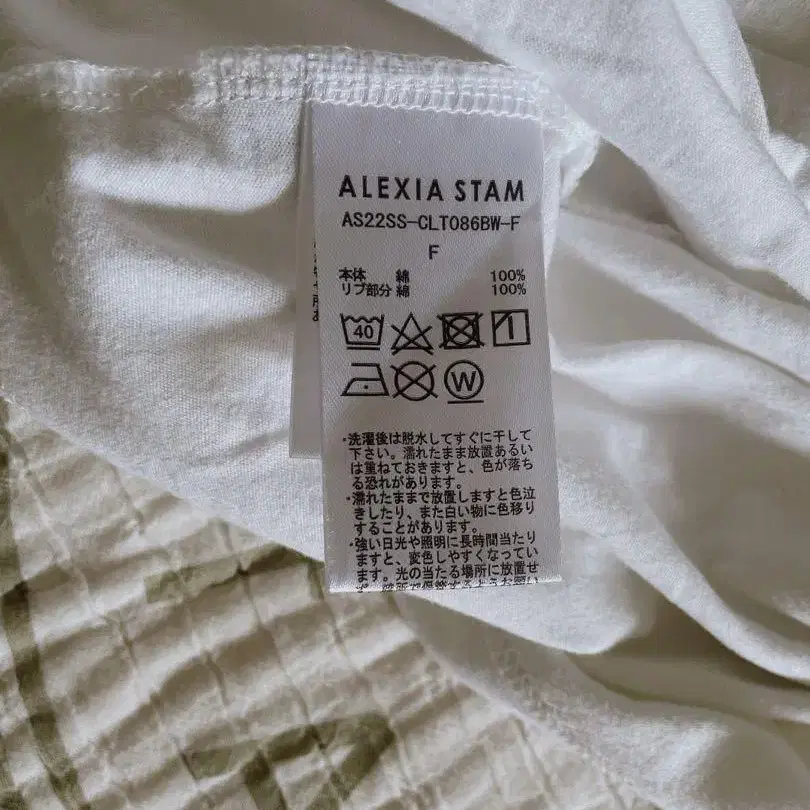 ALEXIA STAM
AS22SS-CLT086BW-F
F
本体 綿 100%
リブ部分 綿 100%
40
W
・洗濯後は脱水してすぐに干して
下さい。濡れたまま放置あるい
は重ねておきますと、色が落ち
る恐れがあります。
・濡れたままで放置しますと色泣
きしたり、また白い物に色移り
することがあります。
・強い日光や照明に長時間当たり
ますと、変色しやすくなってい
ます。光の当たる場所に放置せ